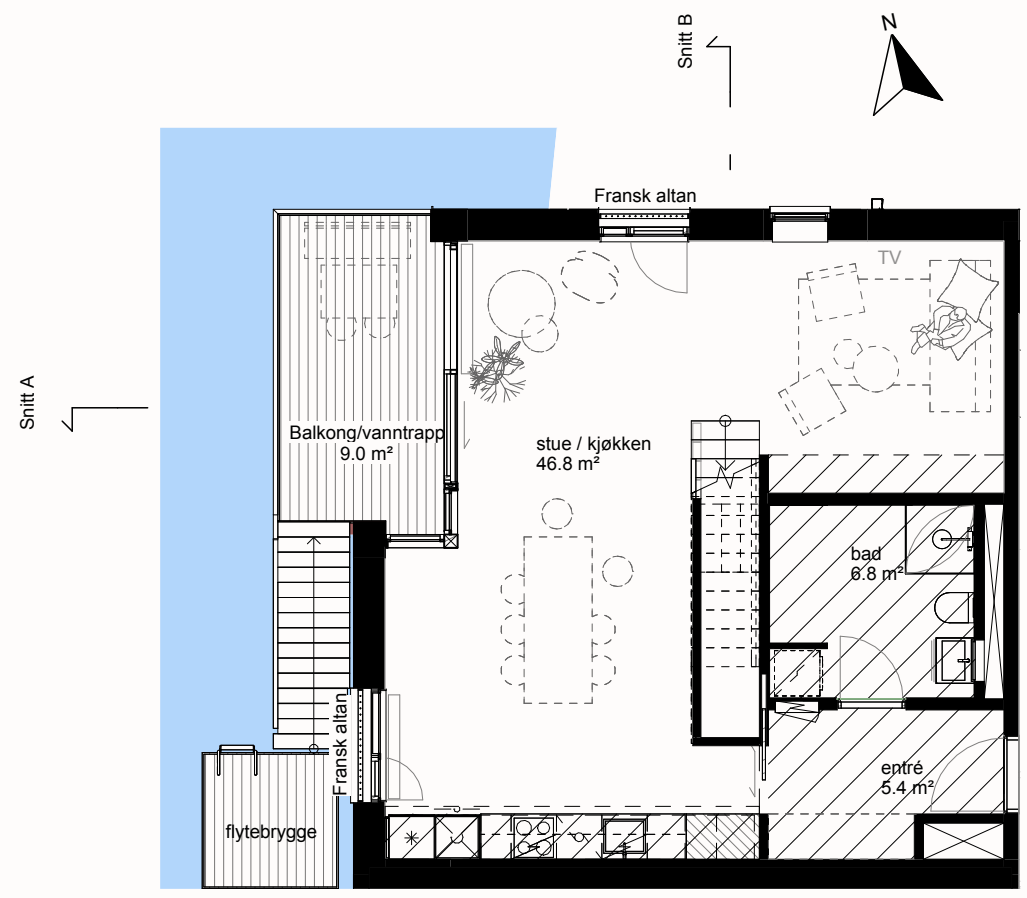 Snitt B
N
Fransk altan
TV
Snitt A
Balkong/vanntrapp
9.0 m²
stue / kjøkken
46.8 m²
bad
6.8 m²
Fransk altan
entré
5.4 m²
flytebrygge